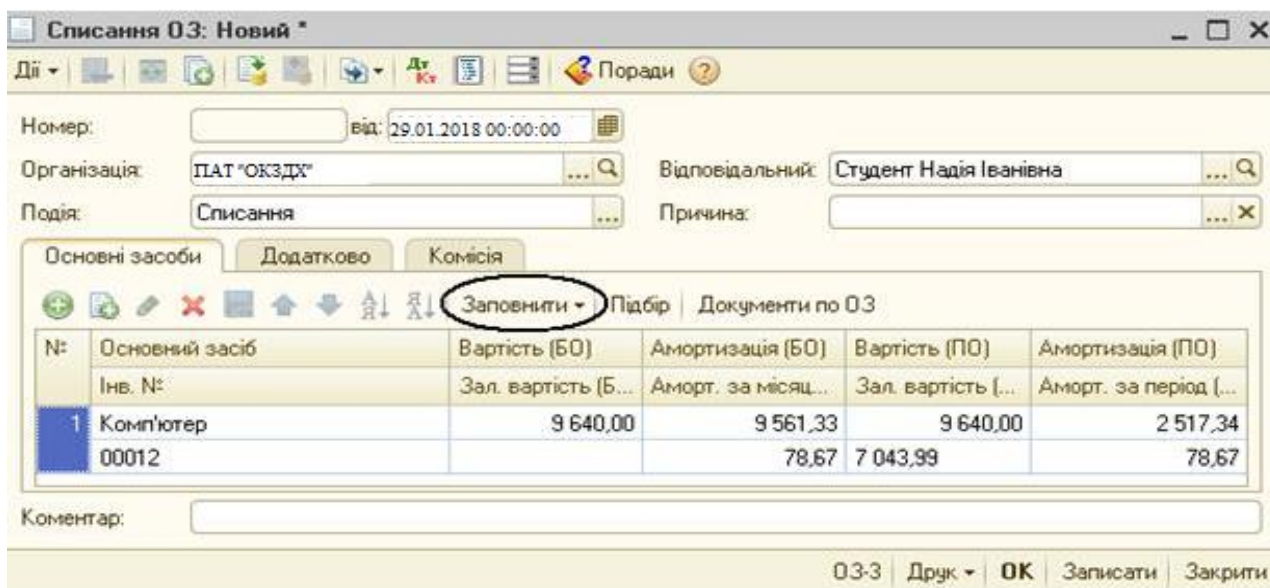 Списання ОЗ: Новий *
Дії Дт Кт Поради
Номер: від: 29.01.2018 00:00:00
Організація: ПАТ "ОКЗДХ" ... Відповідальний: Студент Надія Іванівна ...
Подія: Списання ... Причина: ...
Основні засоби Додатково Комісія
Заповнити Підбір Документи по ОЗ
№ Основний засіб Вартість (БО) Амортизація (БО) Вартість (ПО) Амортизація (ПО)
Інв. № Зал. вартість (Б... Аморт. за місяц... Зал. вартість (... Аморт. за період (...
1 Комп'ютер 9 640,00 9 561,33 9 640,00 2 517,34
00012 78,67 7 043,99 78,67
Коментар:
ОЗ-3 Друк OK Записати Закрити